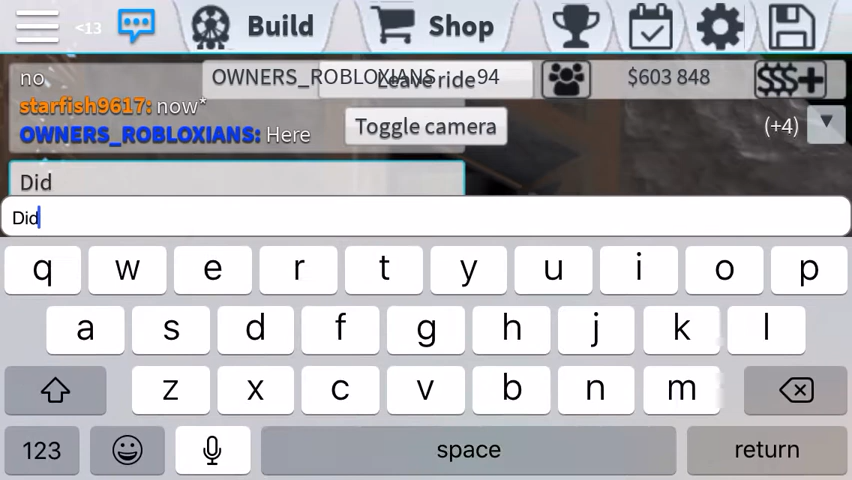 <13 Build Shop
no
OWNERS_ROBLOXIANS 94
Leave ride
$603 848
$$$+
starfish9617: now*
OWNERS_ROBLOXIANS: Here
Toggle camera
(+4)
Did
Did
q w e r t y u i o p
a s d f g h j k l
z x c v b n m
123 space return